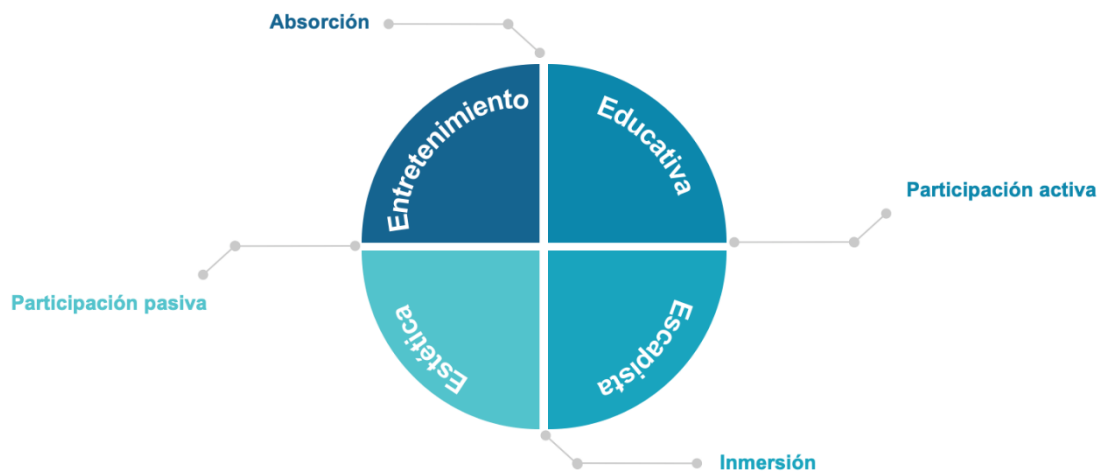 Absorción
Entretenimiento
Educativa
Participación activa
Participación pasiva
Estética
Escapista
Inmersión